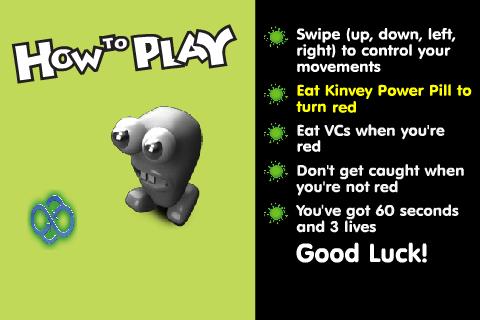 HOW TO PLAY
Swipe (up, down, left,
right) to control your
movements
Eat Kinvey Power Pill to
turn red
Eat VCs when you're
red
Don't get caught when
you're not red
You've got 60 seconds
and 3 lives
Good Luck!